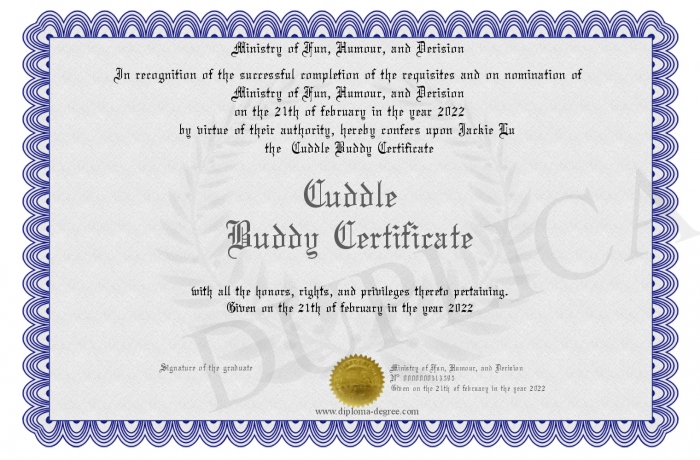 Ministry of Fun, Humour, and Derision
In recognition of the successful completion of the requisites and on nomination of
Ministry of Fun, Humour, and Derision
on the 21th of february in the year 2022
by virtue of their authority, hereby confers upon Jackie Lu
the Cuddle Buddy Certificate
Cuddle
Buddy Certificate
with all the honors, rights, and privileges thereto pertaining.
Given on the 21th of february in the year 2022
DUPLICA
Signature of the graduate
Ministry of Fun, Humour, and Derision
N° 0000000313593
Given on the 21th of february in the year 2022
www.diploma-degree.com